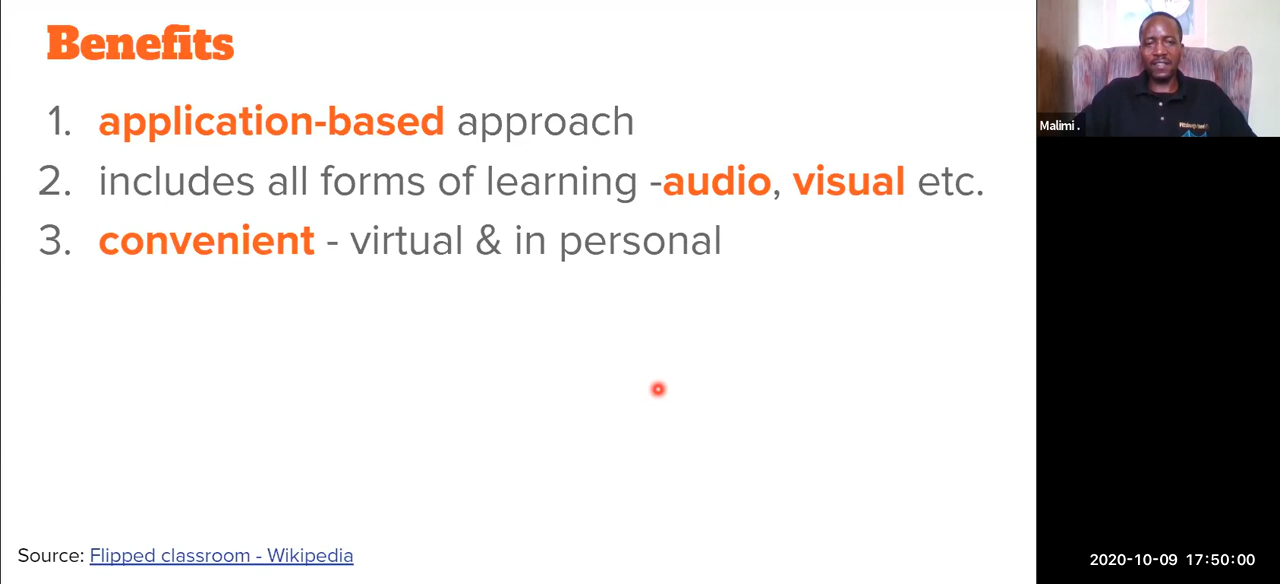 Benefits
1. application-based approach
2. includes all forms of learning -audio, visual etc.
3. convenient - virtual & in personal
Source: Flipped classroom - Wikipedia
Malimi .
2020-10-09 17:50:00